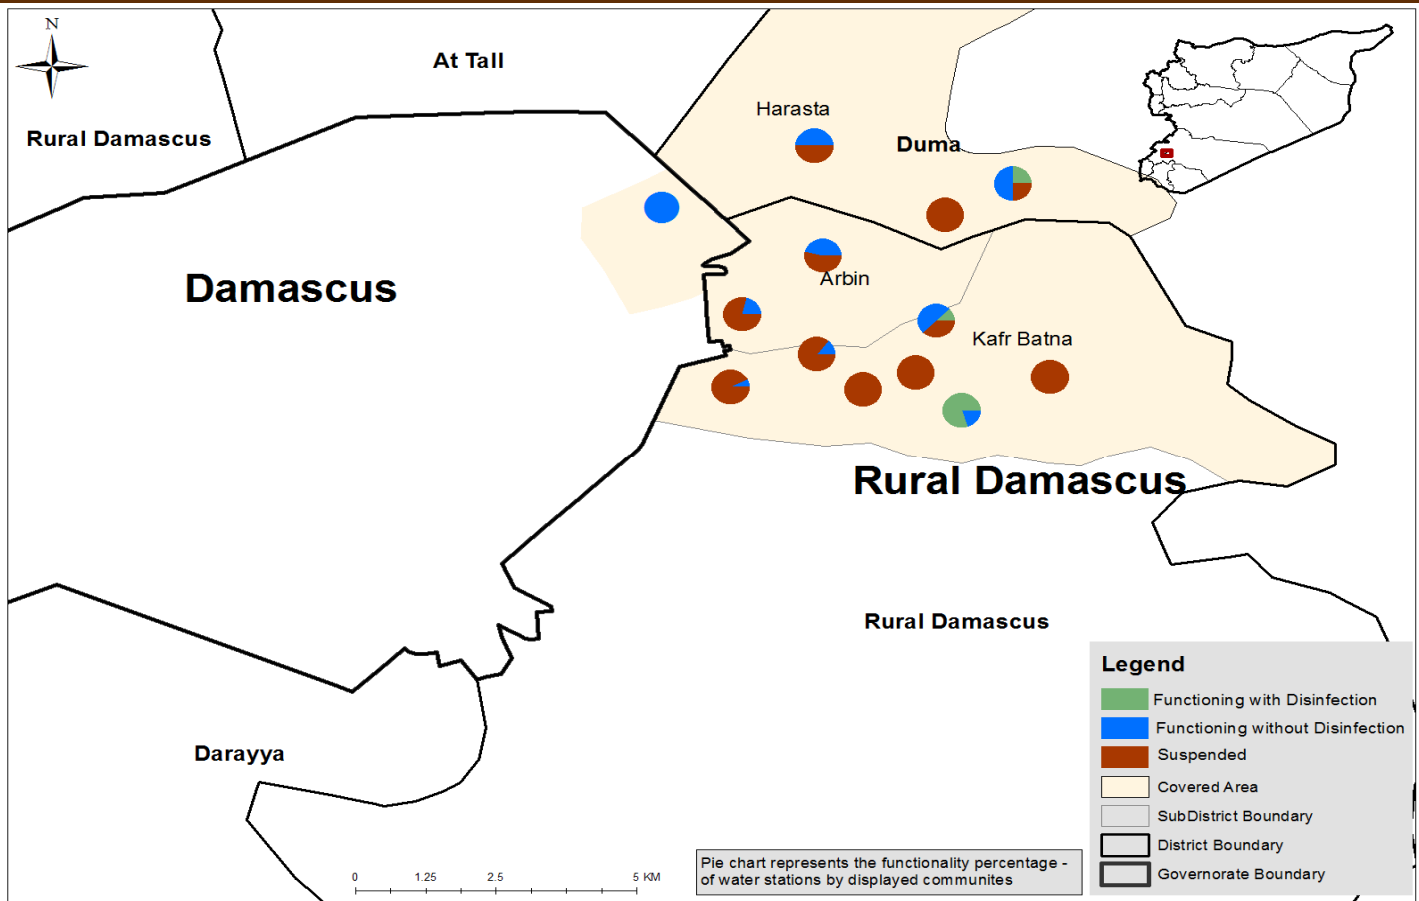 N
At Tall
Rural Damascus
Harasta
Duma
Damascus
Arbin
Kafr Batna
Rural Damascus
Rural Damascus
Darayya
Legend
Functioning with Disinfection
Functioning without Disinfection
Suspended
Covered Area
SubDistrict Boundary
District Boundary
Governorate Boundary
Pie chart represents the functionality percentage -
of water stations by displayed communites
0 1.25 2.5 5 KM